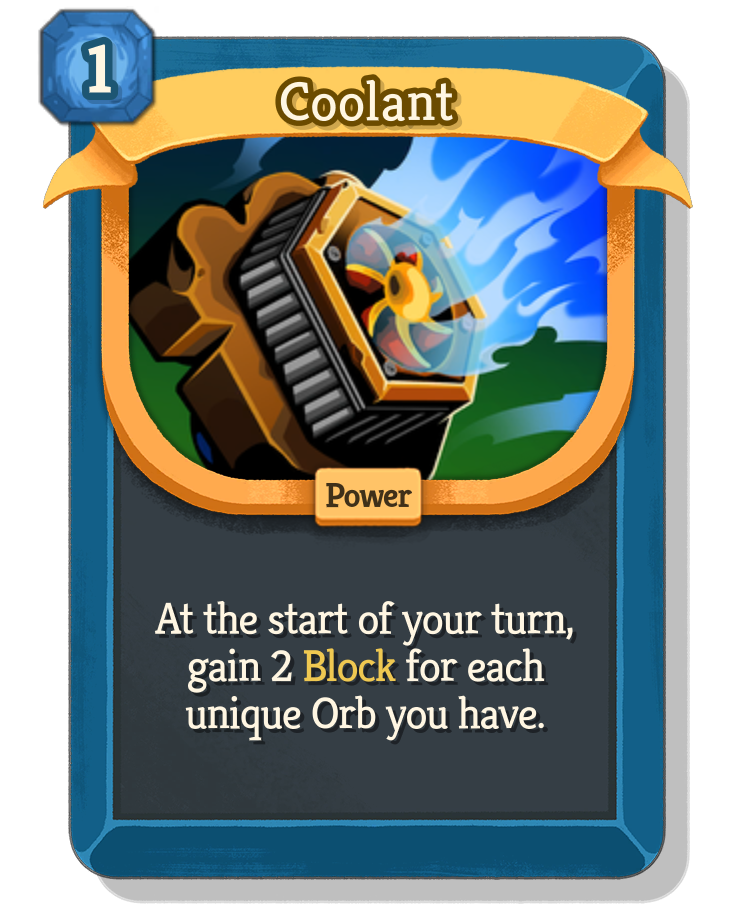 1
Coolant
Power
At the start of your turn,
gain 2 Block for each
unique Orb you have.